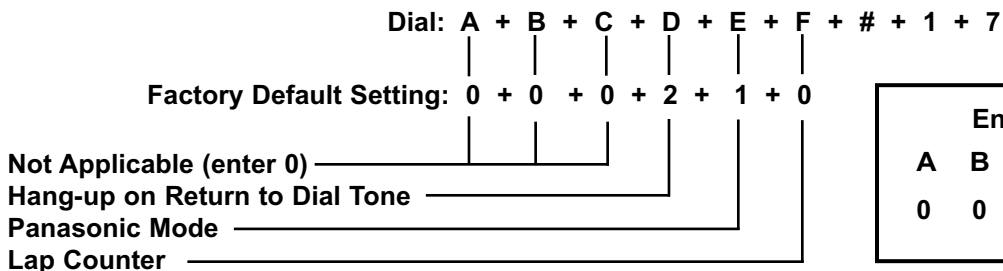 Dial: A + B + C + D + E + F + # + 1 + 7
Factory Default Setting: 0 + 0 + 0 + 2 + 1 + 0
Not Applicable (enter 0)
Hang-up on Return to Dial Tone
Panasonic Mode
Lap Counter
En
A B
0 0